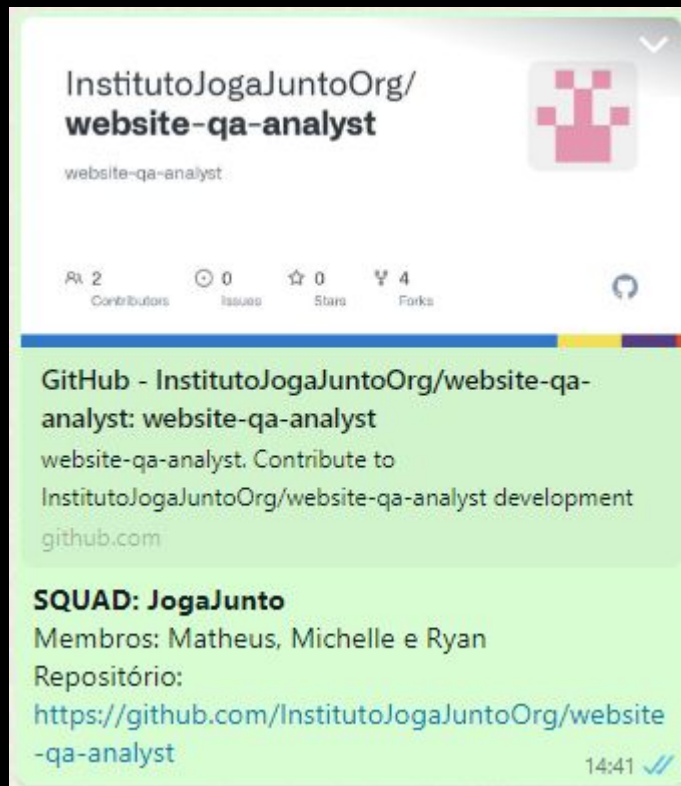 InstitutoJogaJuntoOrg/
website-qa-analyst
website-qa-analyst
2
Contributors
0
Issues
0
Stars
4
Forks
GitHub - InstitutoJogaJuntoOrg/website-qa-
analyst: website-qa-analyst
website-qa-analyst. Contribute to
InstitutoJogaJuntoOrg/website-qa-analyst development
github.com
SQUAD: JogaJunto
Membros: Matheus, Michelle e Ryan
Repositório:
https://github.com/InstitutoJogaJuntoOrg/website
-qa-analyst
14:41